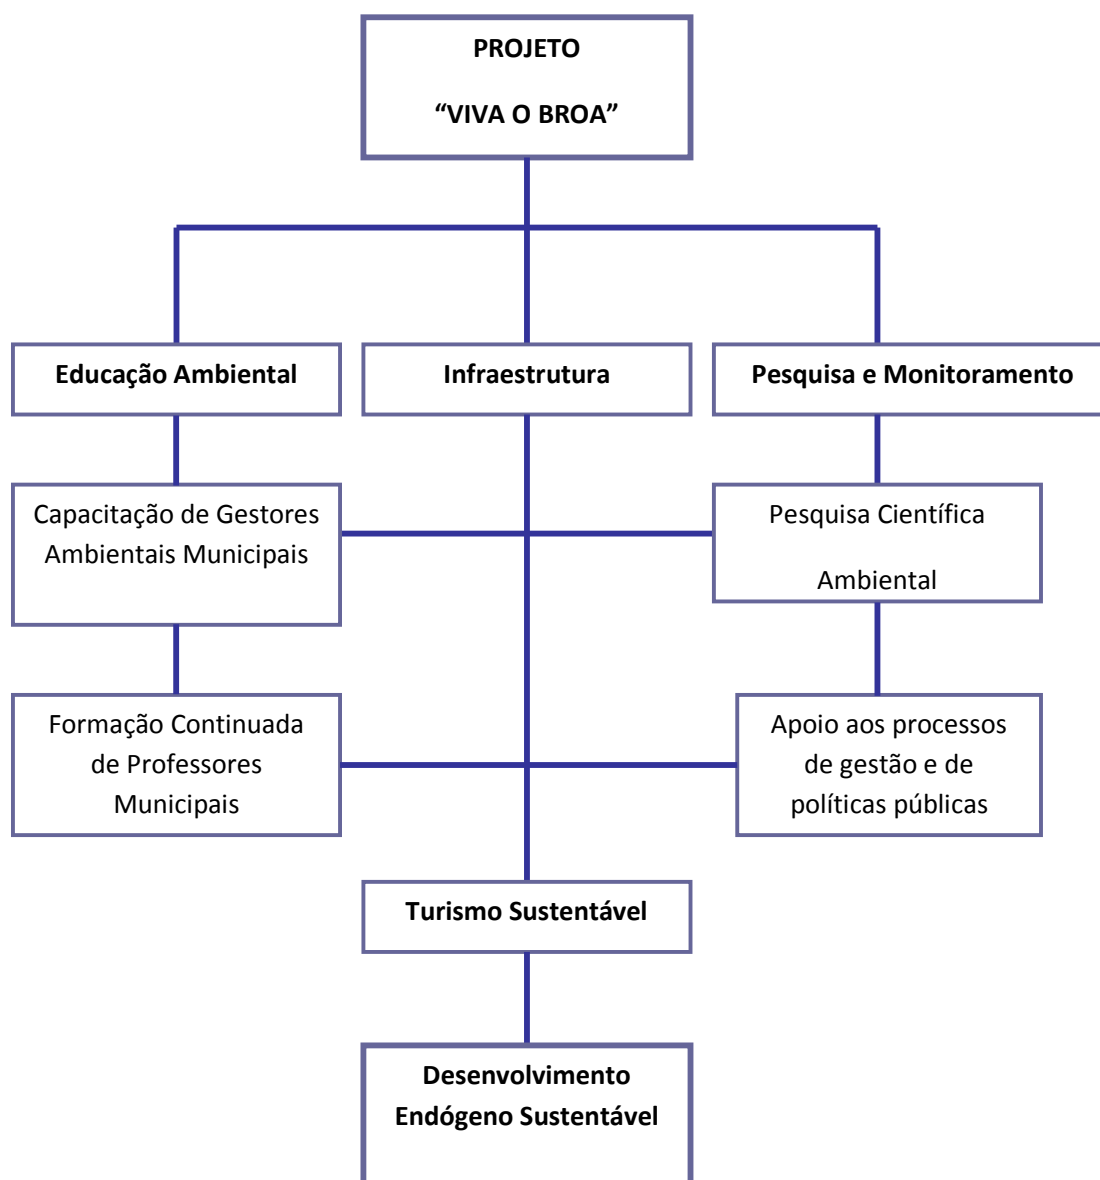 PROJETO
“VIVA O BROA”
Educação Ambiental
Infraestrutura
Pesquisa e Monitoramento
Capacitação de Gestores
Ambientais Municipais
Pesquisa Científica
Ambiental
Formação Continuada
de Professores
Municipais
Apoio aos processos
de gestão e de
políticas públicas
Turismo Sustentável
Desenvolvimento
Endógeno Sustentável